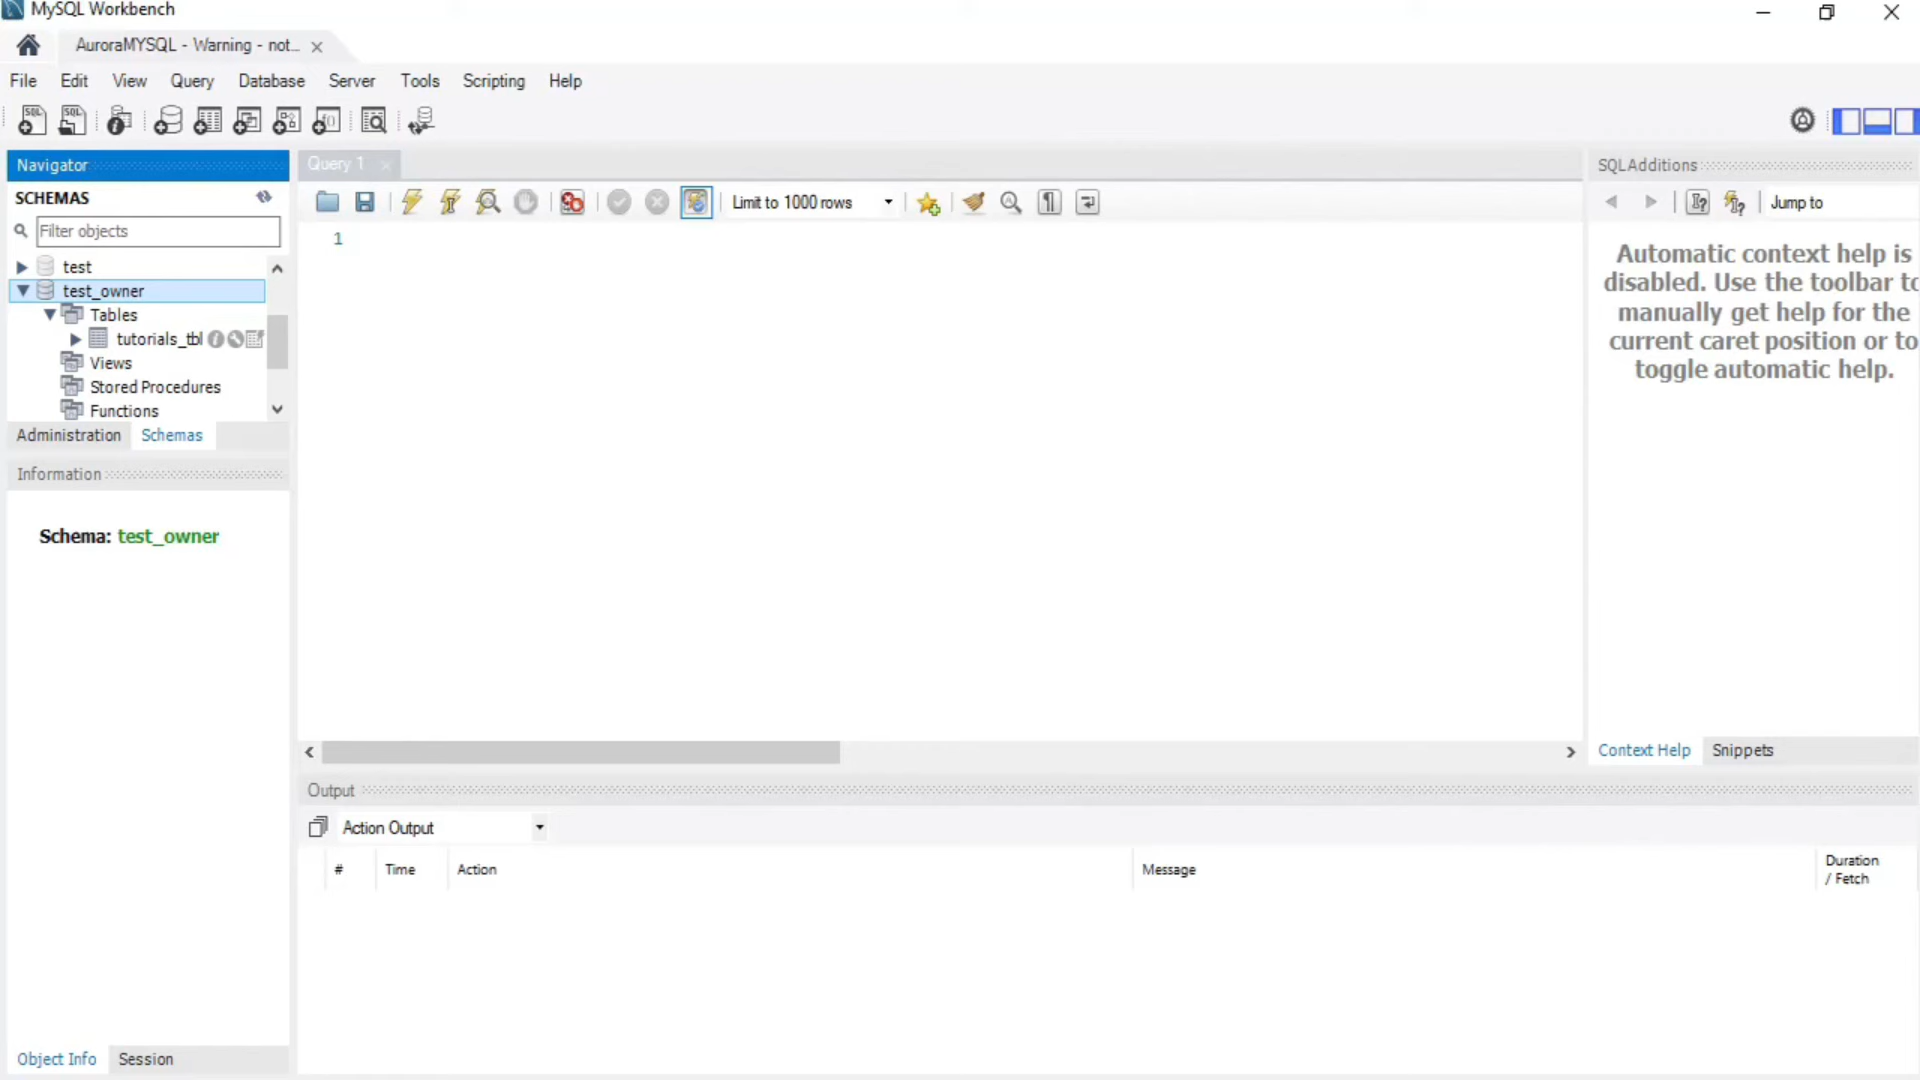 MySQL Workbench
AuroraMYSQL - Warning - not...
File Edit View Query Database Server Tools Scripting Help
Navigator
SCHEMAS
Filter objects
test
test_owner
Tables
tutorials_tbl
Views
Stored Procedures
Functions
Administration Schemas
Information
Schema: test_owner
Object Info Session
Query 1
Limit to 1000 rows
1
SQLAdditions
Jump to
Automatic context help is
disabled. Use the toolbar to
manually get help for the
current caret position or to
toggle automatic help.
Context Help Snippets
Output
Action Output
# Time Action Message Duration
/ Fetch